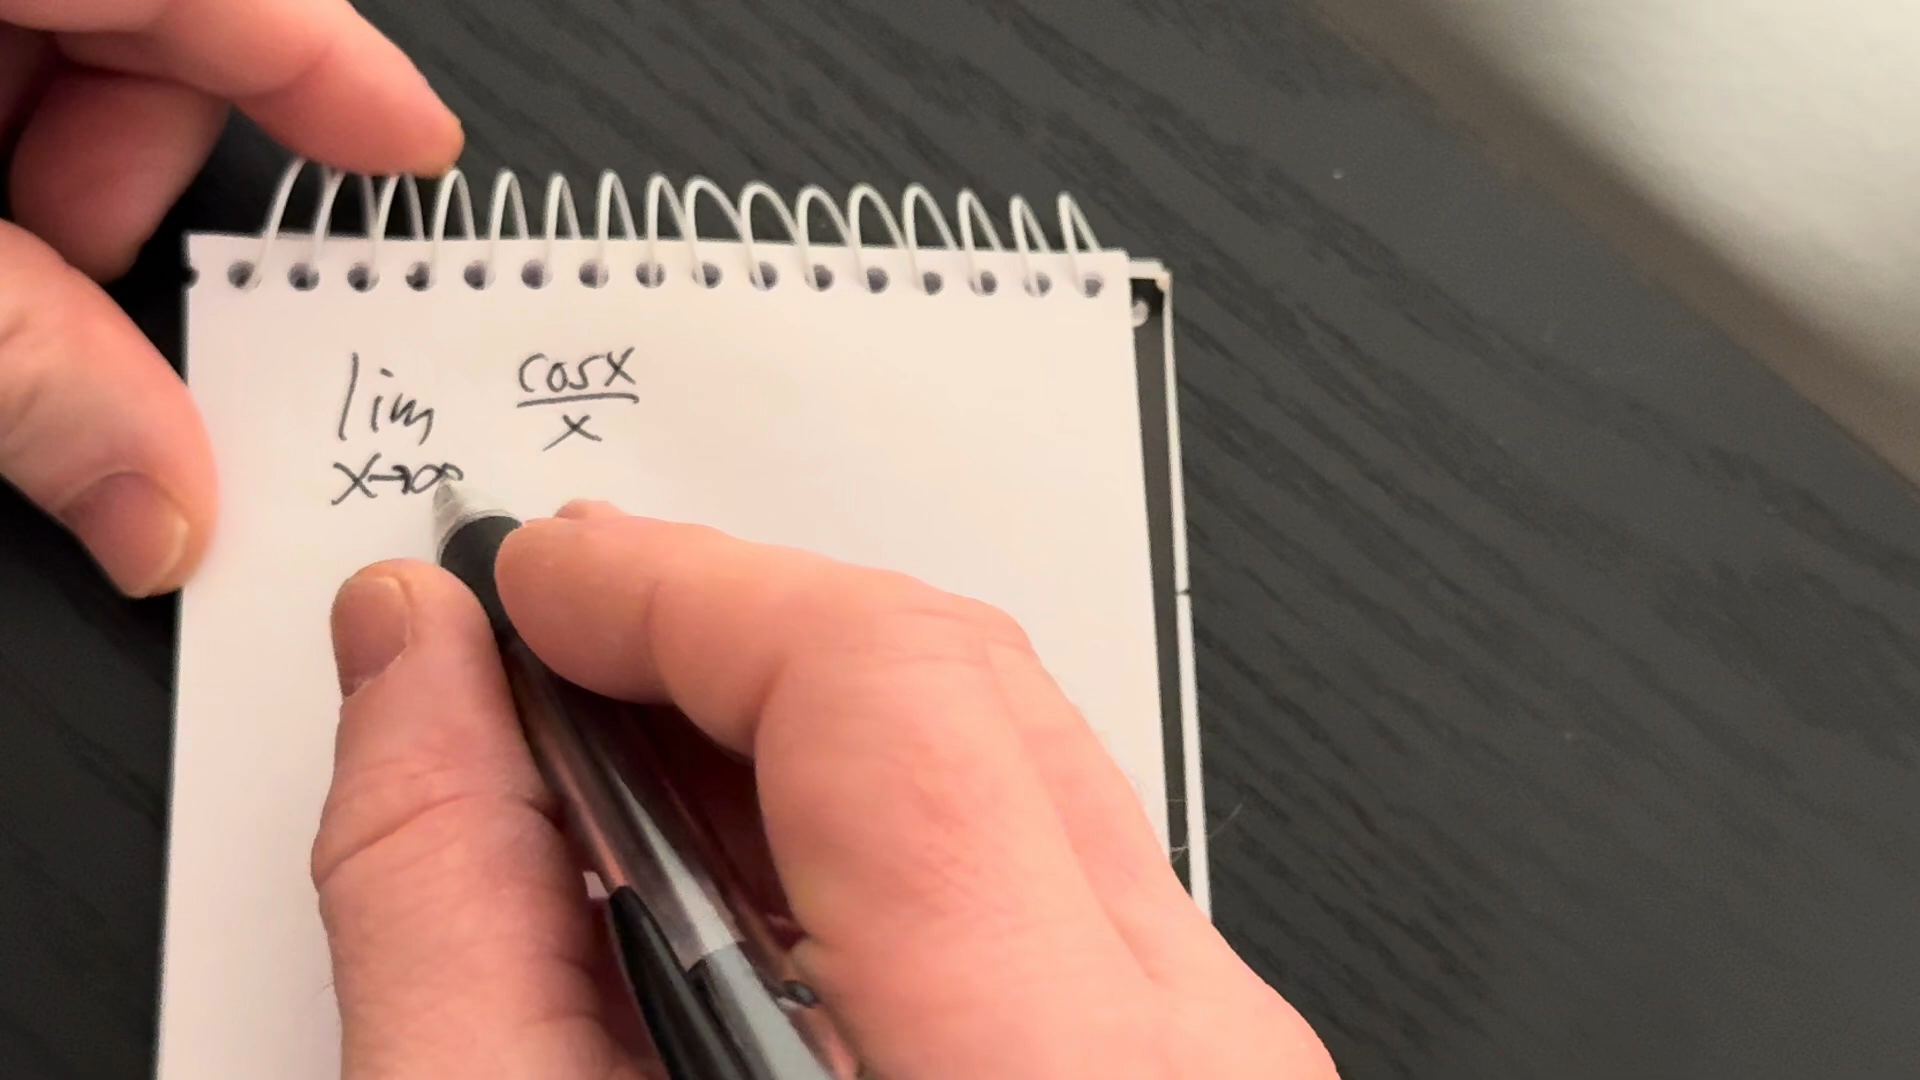 lim cosx/x
x→∞